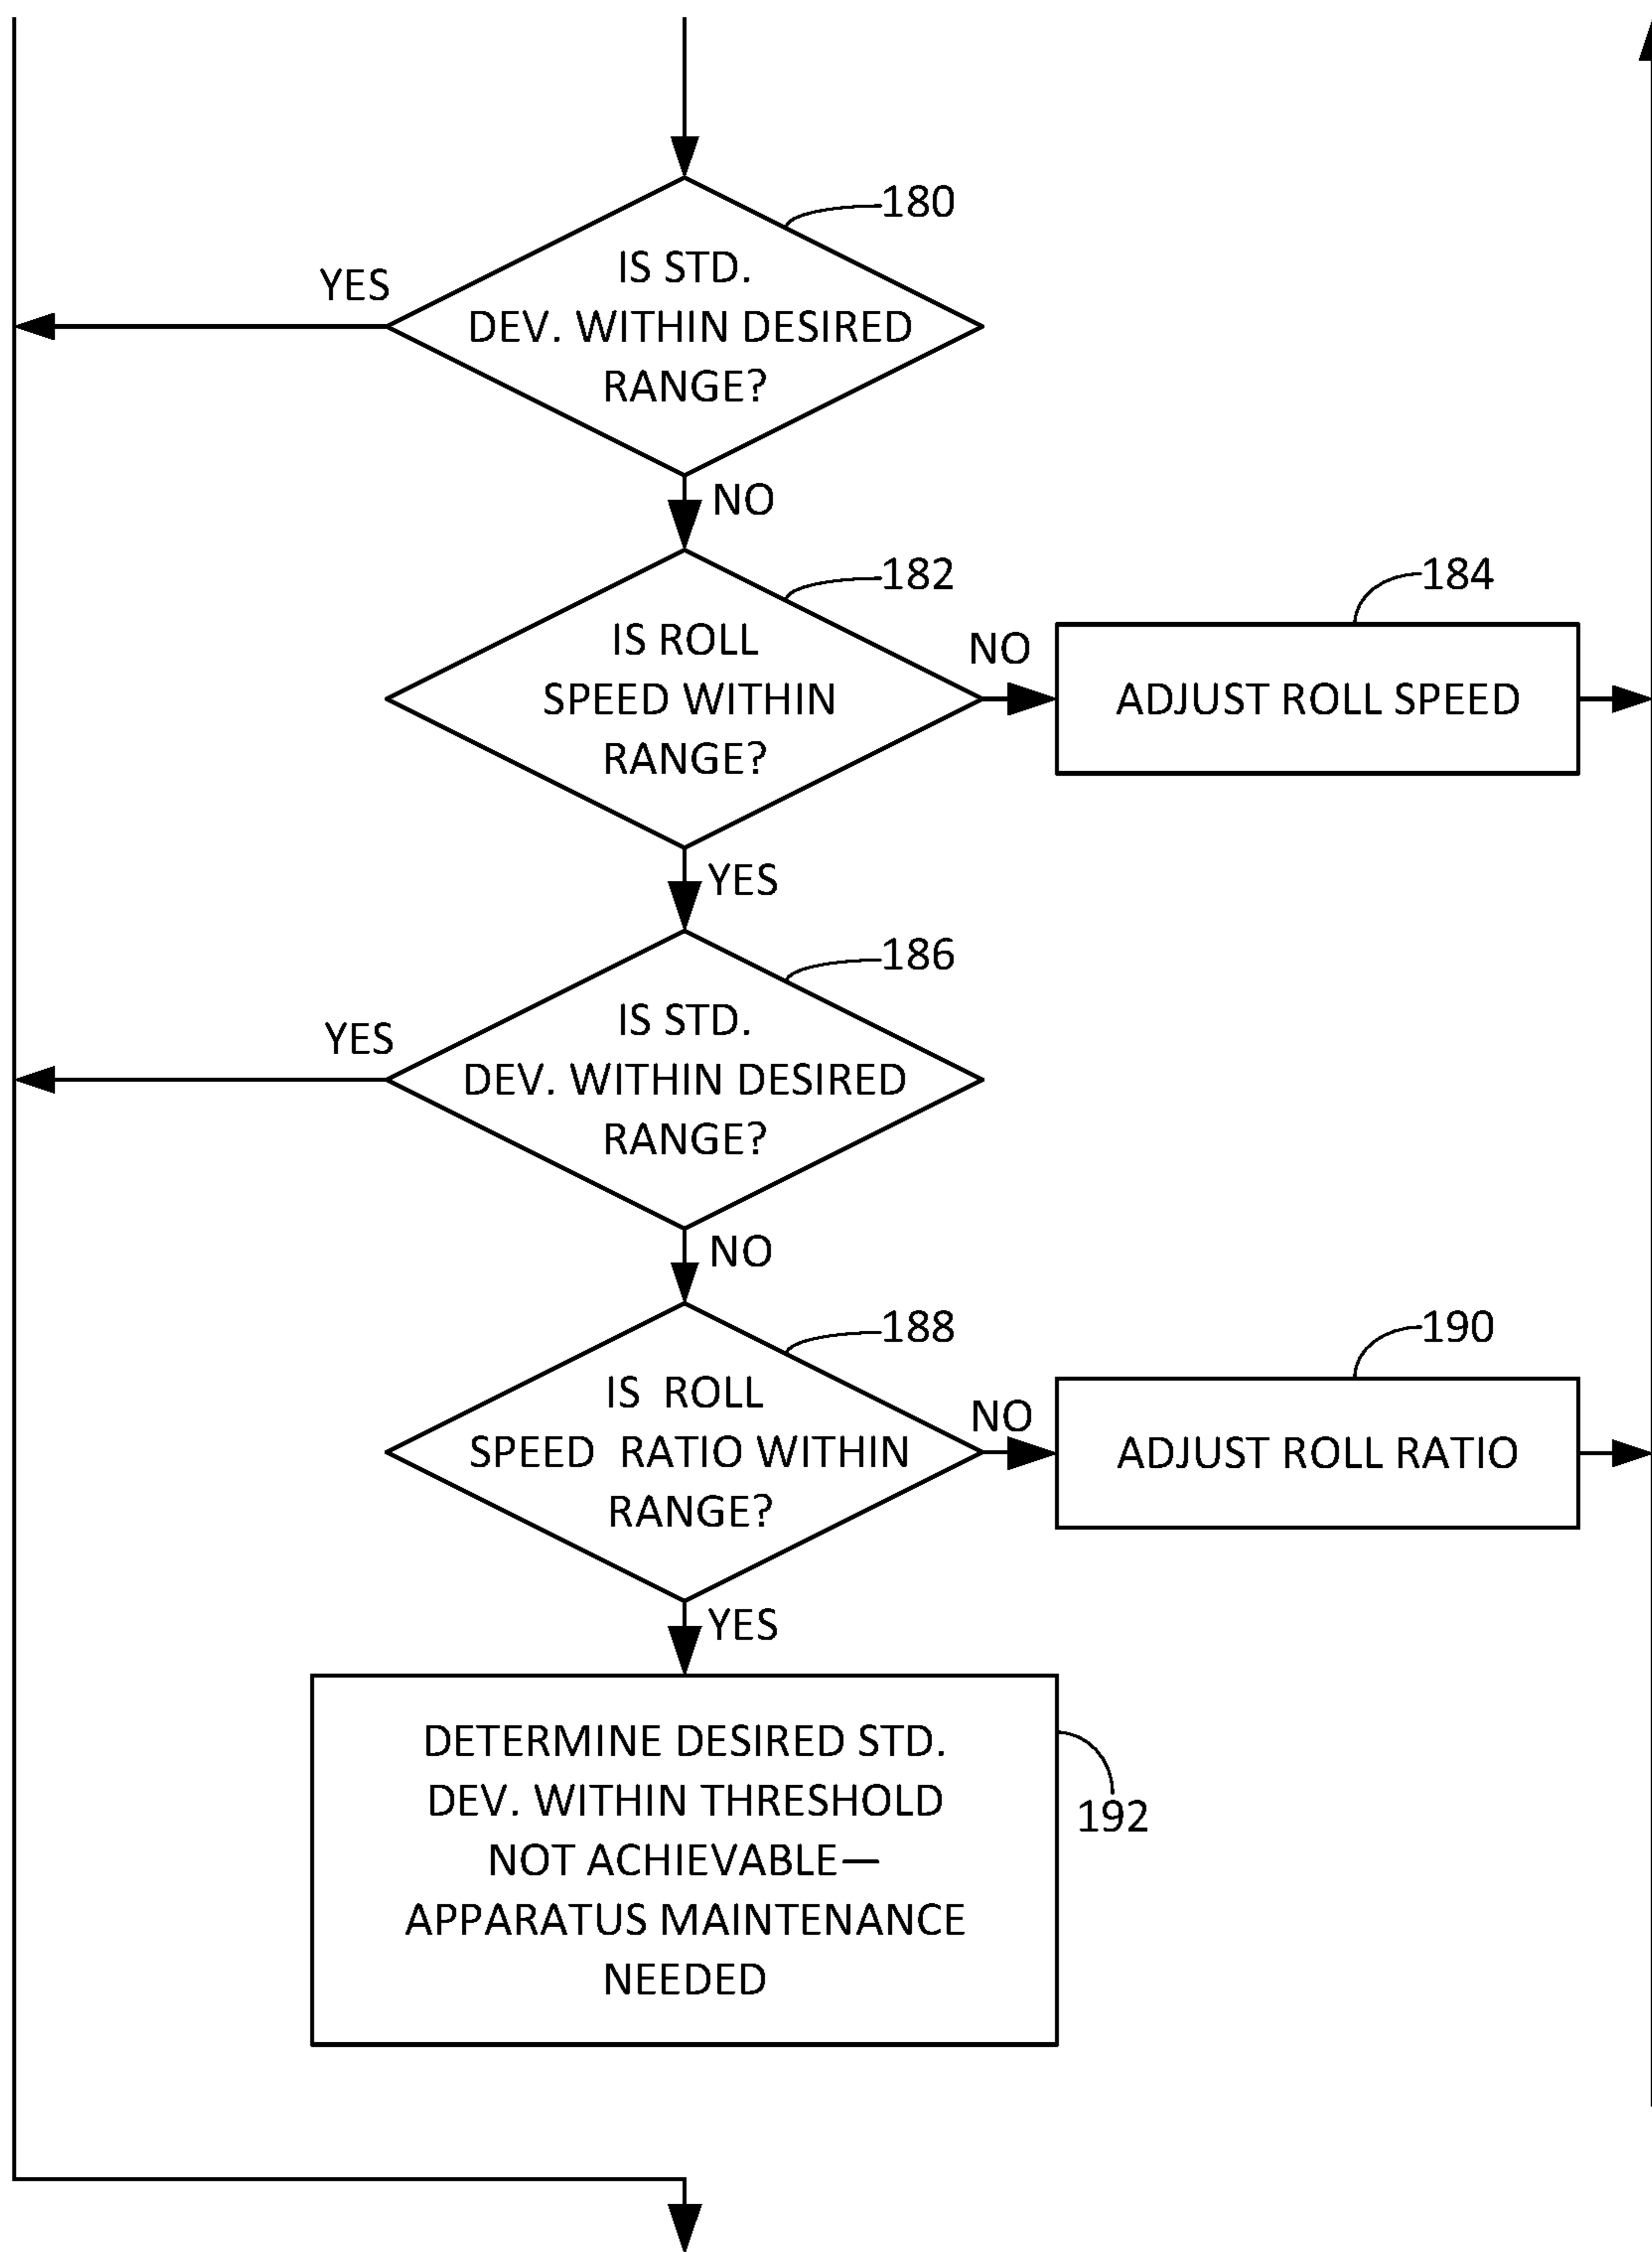 180
IS STD.
YES
DEV. WITHIN DESIRED
RANGE?
NO
182
184
IS ROLL
NO
SPEED WITHIN
ADJUST ROLL SPEED
RANGE?
YES
186
IS STD.
YES
DEV. WITHIN DESIRED
RANGE?
NO
188
190
IS ROLL
NO
SPEED RATIO WITHIN
ADJUST ROLL RATIO
RANGE?
YES
DETERMINE DESIRED STD.
DEV. WITHIN THRESHOLD
192
NOT ACHIEVABLE—
APPARATUS MAINTENANCE
NEEDED